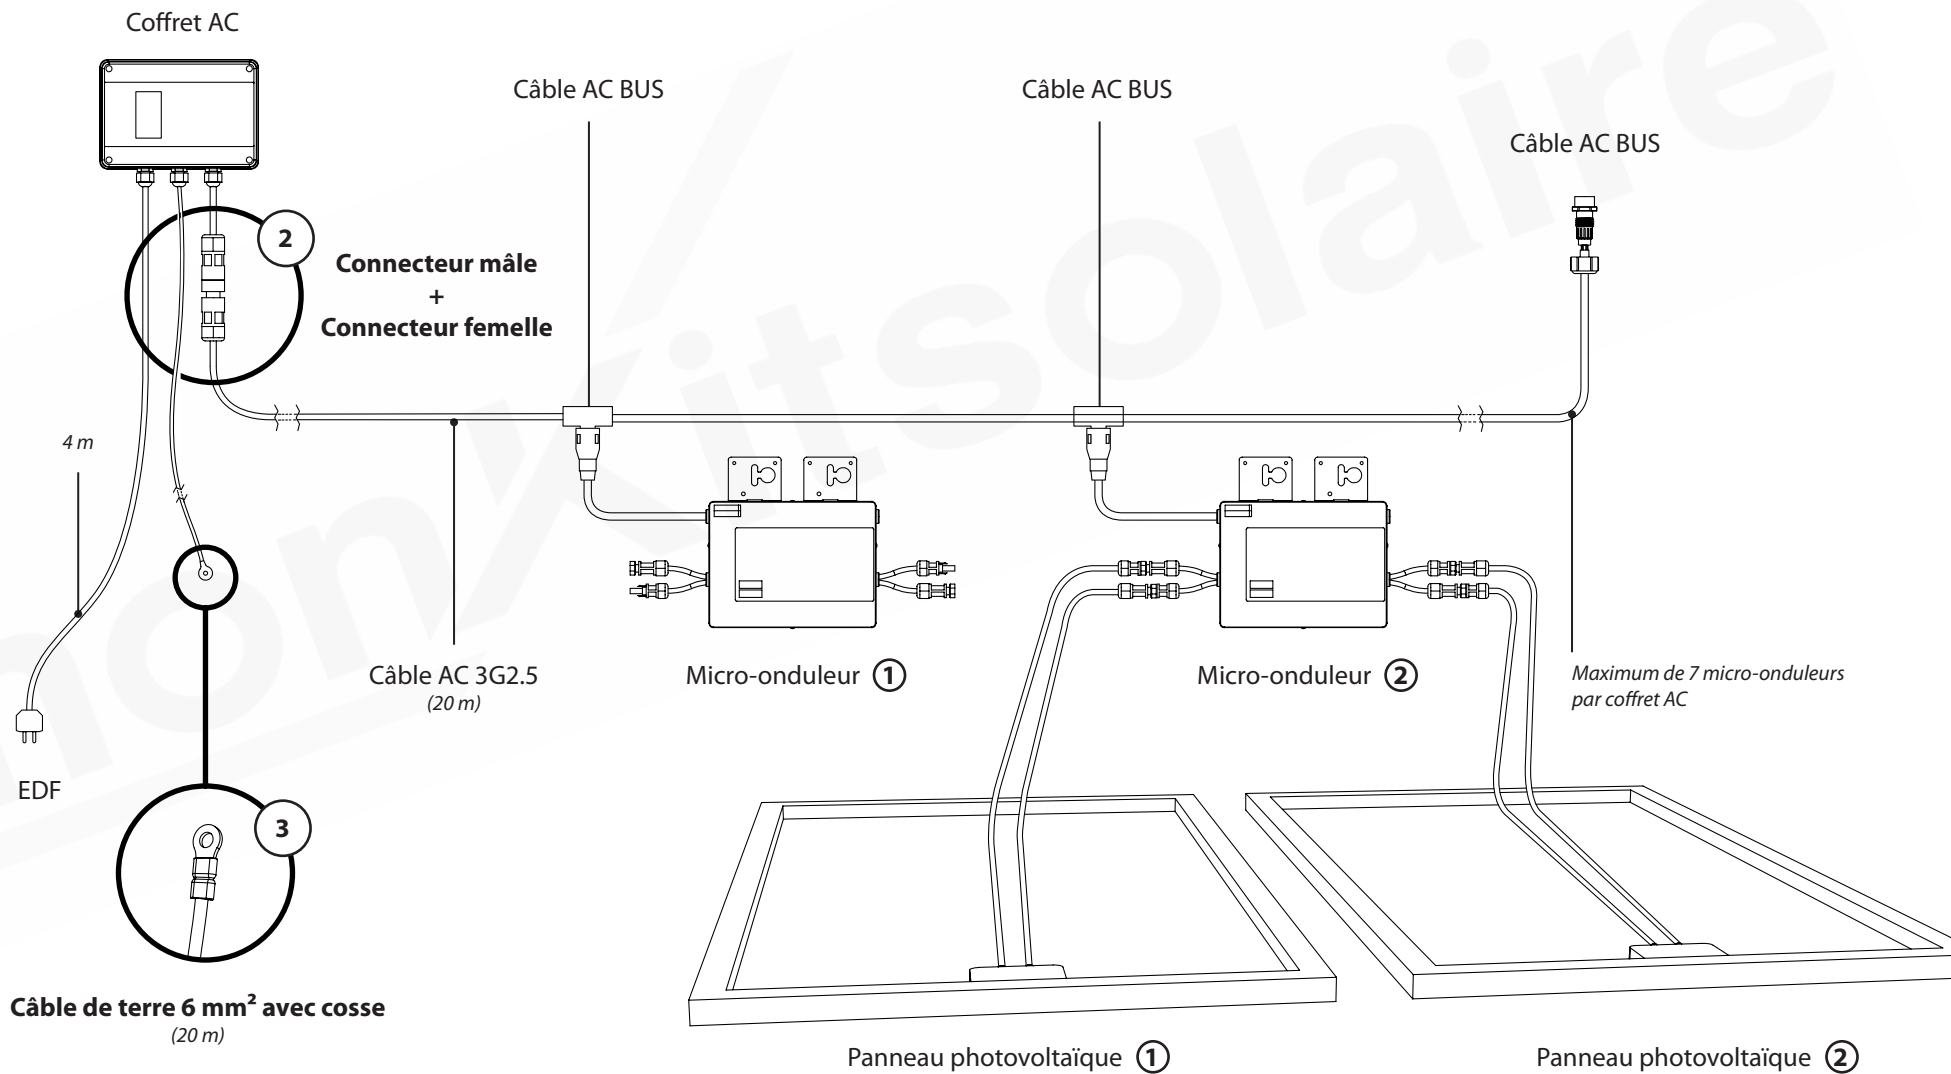 Coffret AC
Câble AC BUS
Câble AC BUS
Câble AC BUS
2
Connecteur mâle
+
Connecteur femelle
4 m
Câble AC 3G2.5
(20 m)
Micro-onduleur 1
Micro-onduleur 2
Maximum de 7 micro-onduleurs
par coffret AC
EDF
3
Câble de terre 6 mm² avec cosse
(20 m)
Panneau photovoltaïque 1
Panneau photovoltaïque 2
monKitsolaire